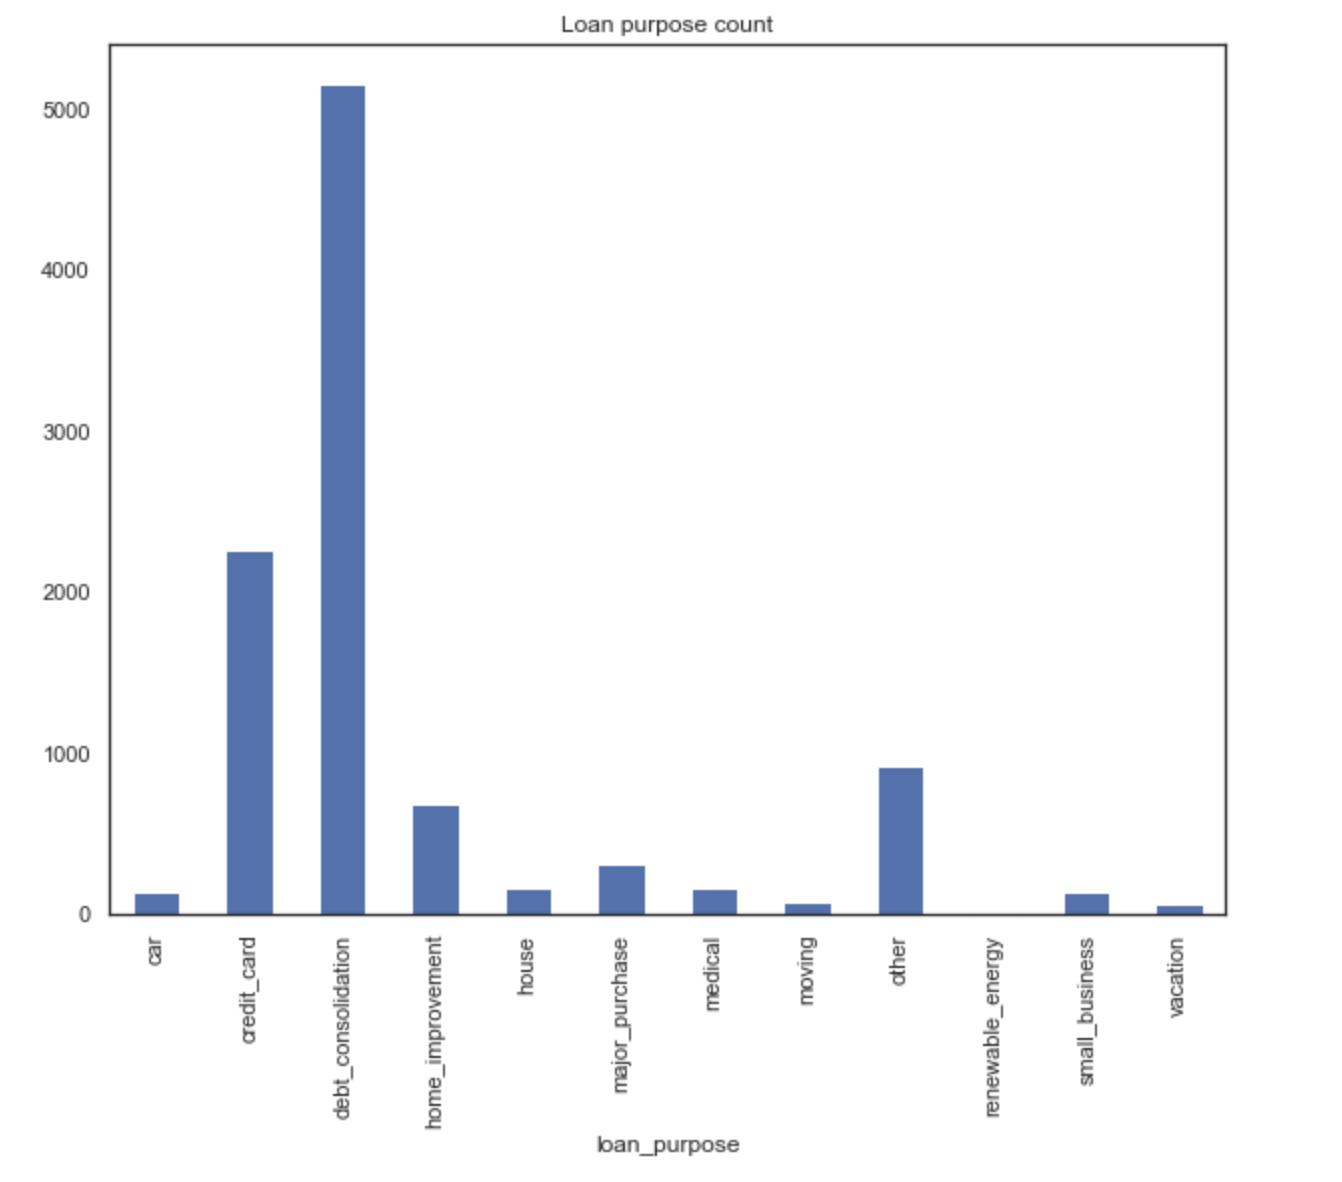 Loan purpose count
5000
4000
3000
2000
1000
0
car
credit_card
debt_consolidation
home_improvement
house
major_purchase
medical
moving
other
renewable_energy
small_business
vacation
loan_purpose